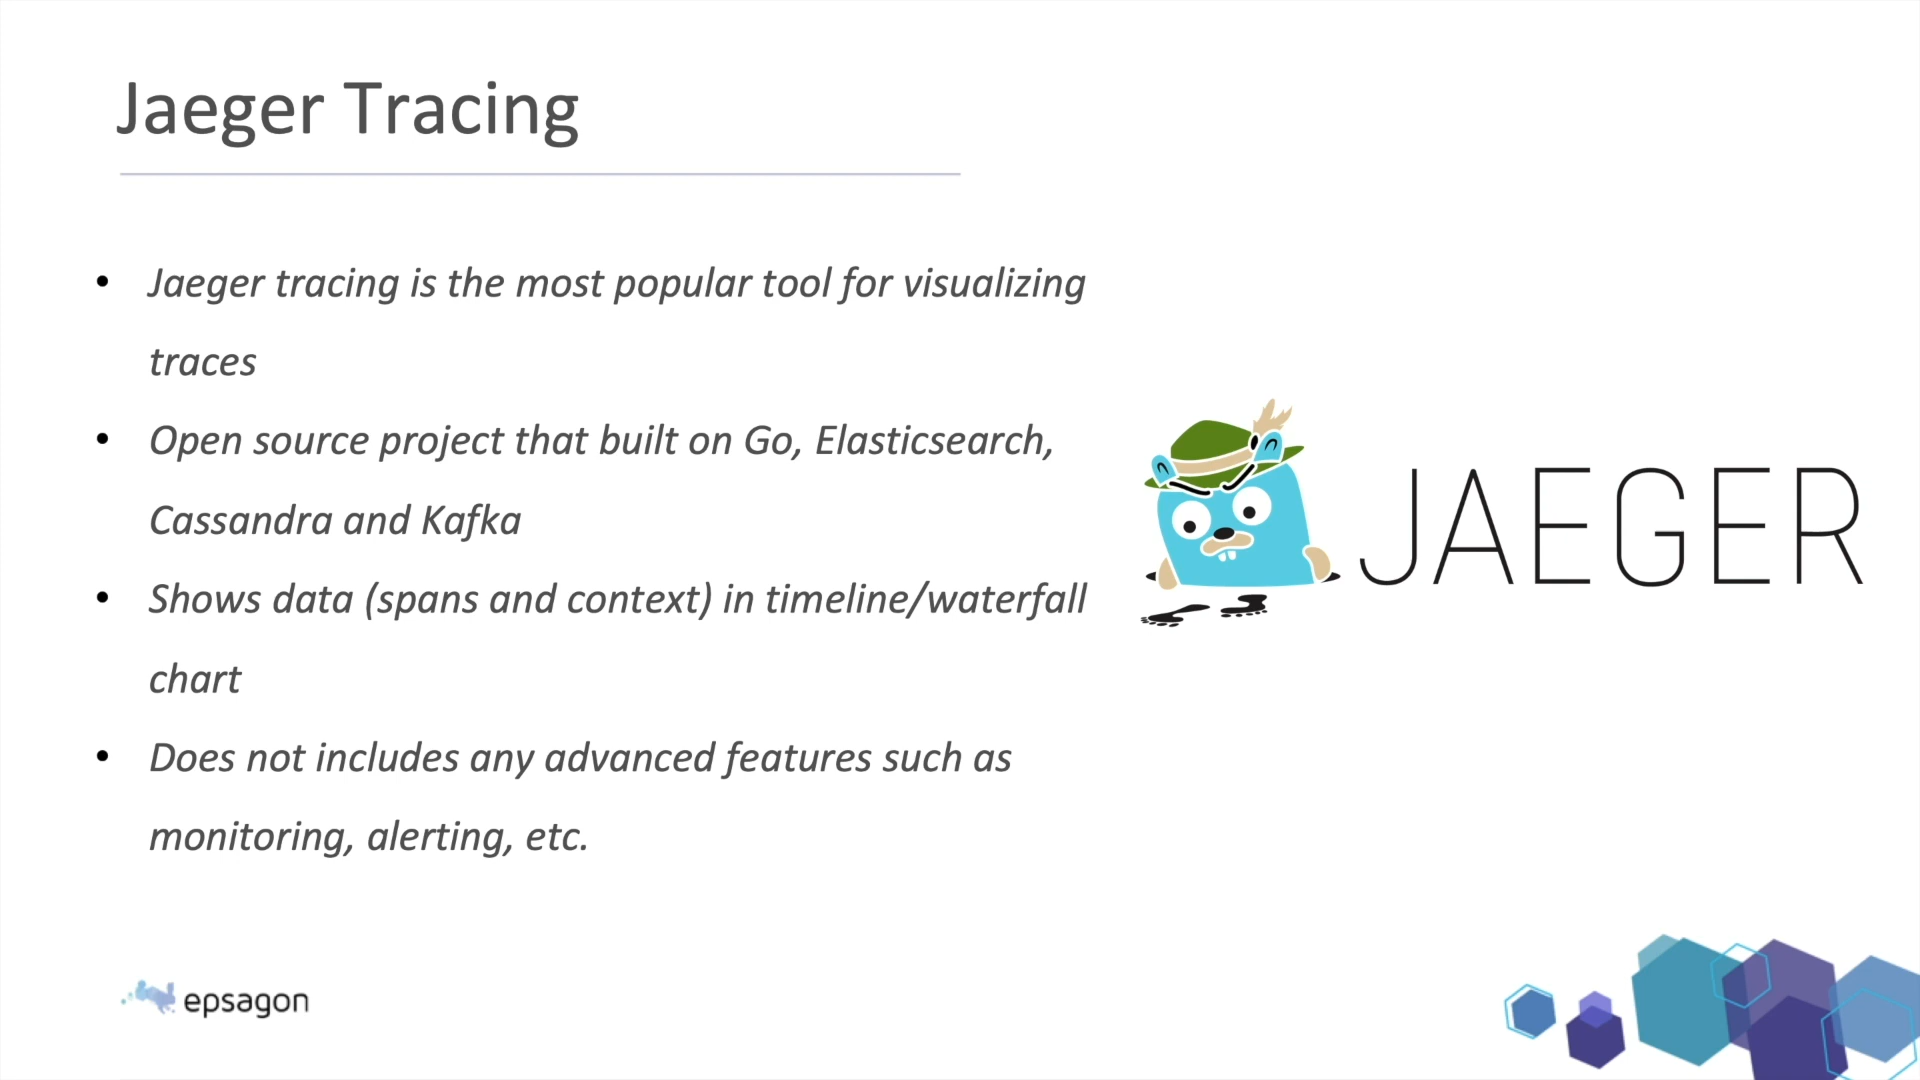 Jaeger Tracing
• Jaeger tracing is the most popular tool for visualizing
traces
• Open source project that built on Go, Elasticsearch,
Cassandra and Kafka
• Shows data (spans and context) in timeline/waterfall
chart
• Does not includes any advanced features such as
monitoring, alerting, etc.
JAEGER
epsagon